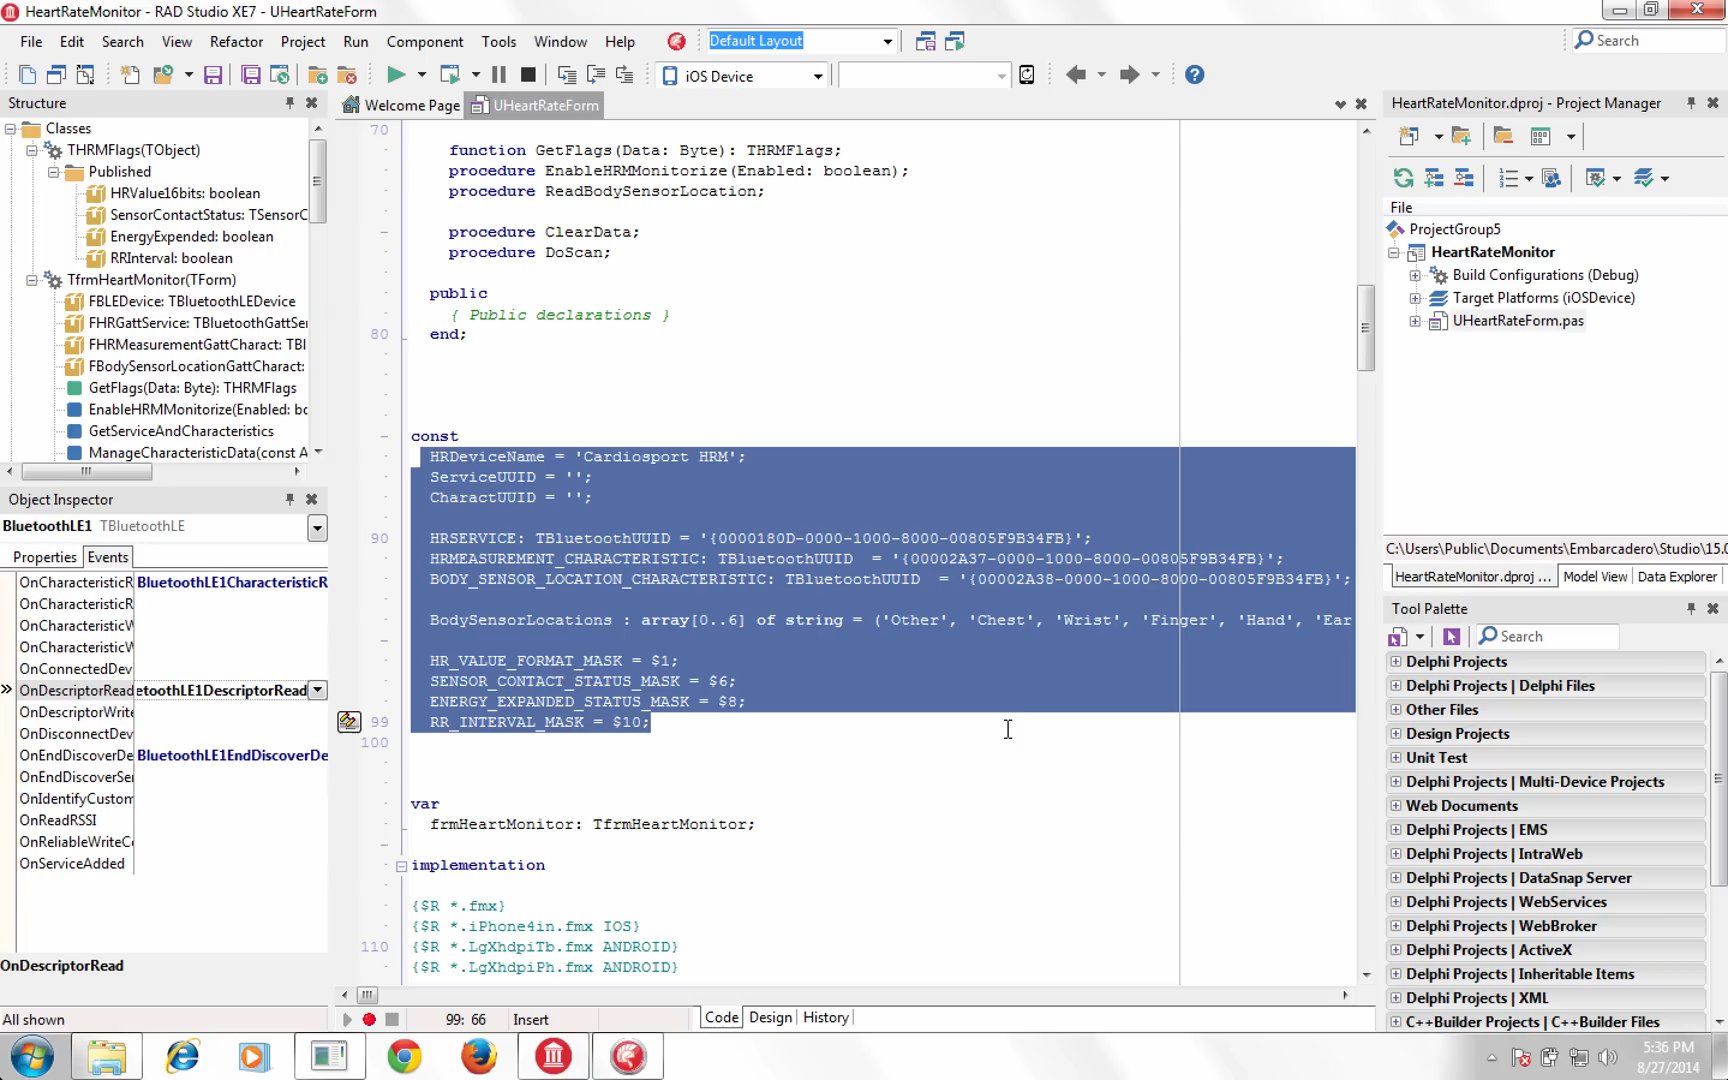 HeartRateMonitor - RAD Studio XE7 - UHeartRateForm
File Edit Search View Refactor Project Run Component Tools Window Help
Default Layout
Search
iOS Device
Structure
Classes
THRMFlags(TObject)
Published
HRValue16bits: boolean
SensorContactStatus: TSensorC
EnergyExpended: boolean
RRInterval: boolean
TfrmHeartMonitor(TForm)
FBLEDevice: TBluetoothLEDevice
FHRGattService: TBluetoothGattSer
FHRMeasurementGattCharact: TBl
FBodySensorLocationGattCharact:
GetFlags(Data: Byte): THRMFlags
EnableHRMMonitorize(Enabled: bo
GetServiceAndCharacteristics
ManageCharacteristicData(const A
Object Inspector
BluetoothLE1 TBluetoothLE
Properties Events
OnCharacteristicR BluetoothLE1CharacteristicR
OnCharacteristicR
OnCharacteristicW
OnCharacteristicW
OnConnectedDev
OnDescriptorRead etoothLE1DescriptorRead
OnDescriptorWrite
OnDisconnectDev
OnEndDiscoverDe BluetoothLE1EndDiscoverDe
OnEndDiscoverSer
OnIdentifyCustom
OnReadRSSI
OnReliableWriteCo
OnServiceAdded
OnDescriptorRead
All shown
Welcome Page UHeartRateForm
70
function GetFlags(Data: Byte): THRMFlags;
procedure EnableHRMMonitorize(Enabled: boolean);
procedure ReadBodySensorLocation;
procedure ClearData;
procedure DoScan;
public
{ Public declarations }
80 end;
const
HRDeviceName = 'Cardiosport HRM';
ServiceUUID = '';
CharactUUID = '';
90 HRSERVICE: TBluetoothUUID = '{0000180D-0000-1000-8000-00805F9B34FB}';
HRMEASUREMENT_CHARACTERISTIC: TBluetoothUUID = '{00002A37-0000-1000-8000-00805F9B34FB}';
BODY_SENSOR_LOCATION_CHARACTERISTIC: TBluetoothUUID = '{00002A38-0000-1000-8000-00805F9B34FB}';
BodySensorLocations : array[0..6] of string = ('Other', 'Chest', 'Wrist', 'Finger', 'Hand', 'Ear
HR_VALUE_FORMAT_MASK = $1;
SENSOR_CONTACT_STATUS_MASK = $6;
ENERGY_EXPANDED_STATUS_MASK = $8;
99 RR_INTERVAL_MASK = $10;
100
var
frmHeartMonitor: TfrmHeartMonitor;
implementation
{$R *.fmx}
{$R *.iPhone4in.fmx IOS}
110 {$R *.LgXhdpiTb.fmx ANDROID}
{$R *.LgXhdpiPh.fmx ANDROID}
99: 66 Insert Code Design History
HeartRateMonitor.dproj - Project Manager
File
ProjectGroup5
HeartRateMonitor
Build Configurations (Debug)
Target Platforms (iOSDevice)
UHeartRateForm.pas
C:\Users\Public\Documents\Embarcadero\Studio\15.0
HeartRateMonitor.dproj ... Model View Data Explorer
Tool Palette
Search
Delphi Projects
Delphi Projects | Delphi Files
Other Files
Design Projects
Unit Test
Delphi Projects | Multi-Device Projects
Web Documents
Delphi Projects | EMS
Delphi Projects | IntraWeb
Delphi Projects | DataSnap Server
Delphi Projects | WebServices
Delphi Projects | WebBroker
Delphi Projects | ActiveX
Delphi Projects | Inheritable Items
Delphi Projects | XML
C++Builder Projects | C++Builder Files
5:36 PM
8/27/2014